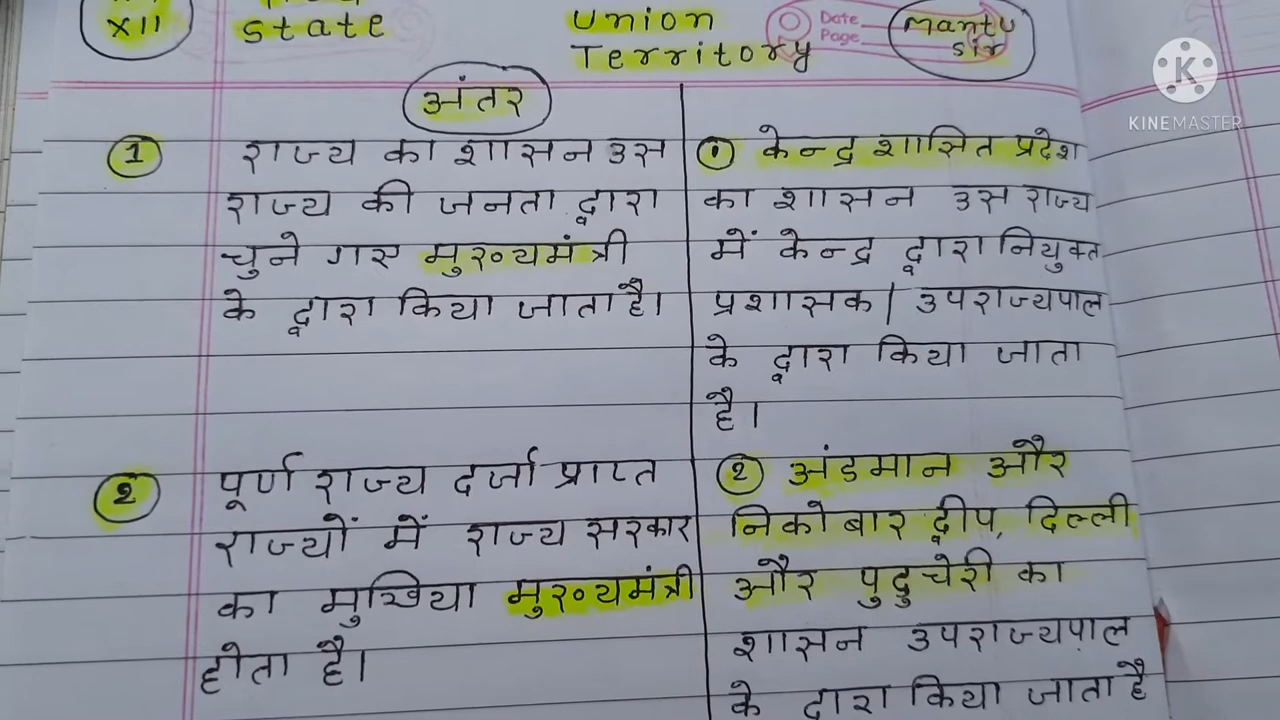 XII
State
Union
Territory
Date
Page
Mantu
sir
KINEMASTER
अंतर
1 राज्य का शासन उस
राज्य की जनता द्वारा
चुने गए मुख्यमंत्री
के द्वारा किया जाता है।
1 केन्द्र शासित प्रदेश
का शासन उस राज्य
में केन्द्र द्वारा नियुक्त
प्रशासक/ उपराज्यपाल
के द्वारा किया जाता
है।
2 पूर्ण राज्य दर्जा प्राप्त
राज्यों में राज्य सरकार
का मुखिया मुख्यमंत्री
होता है।
2 अंडमान और
निकोबार द्वीप, दिल्ली
और पुदुचेरी का
शासन उपराज्यपाल
के द्वारा किया जाता है